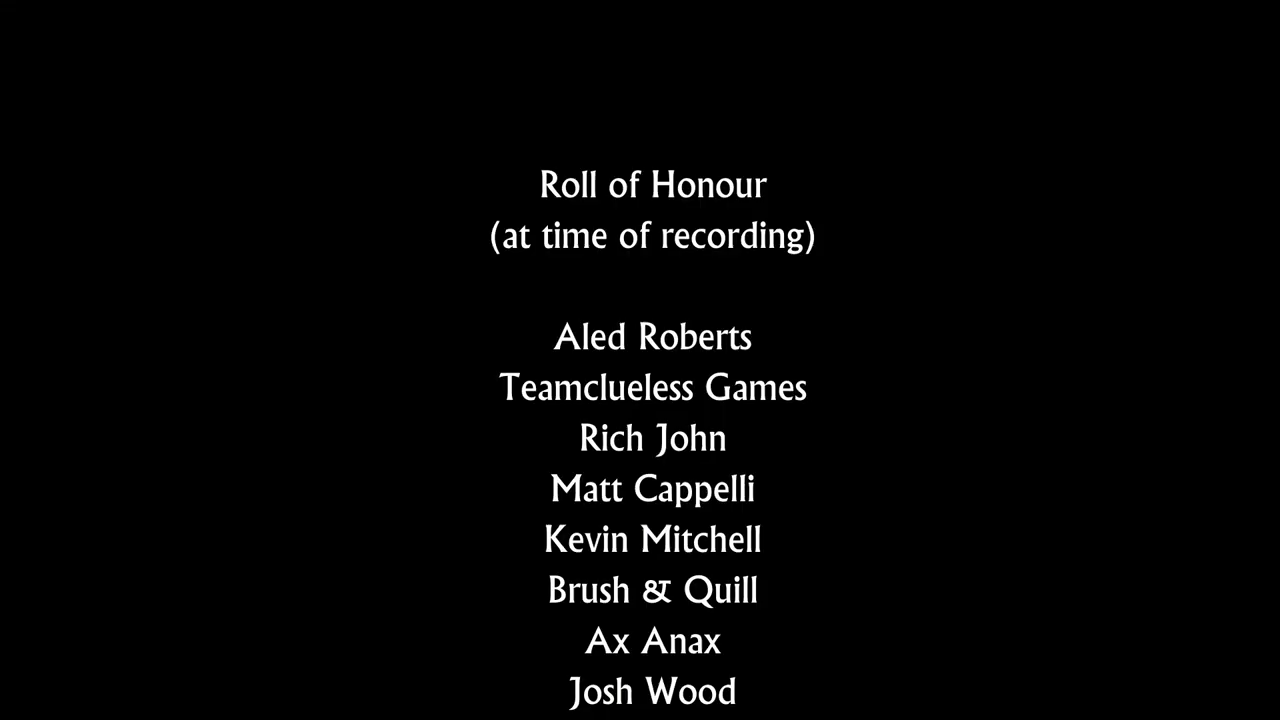 Roll of Honour
(at time of recording)
Aled Roberts
Teamclueless Games
Rich John
Matt Cappelli
Kevin Mitchell
Brush & Quill
Ax Anax
Josh Wood